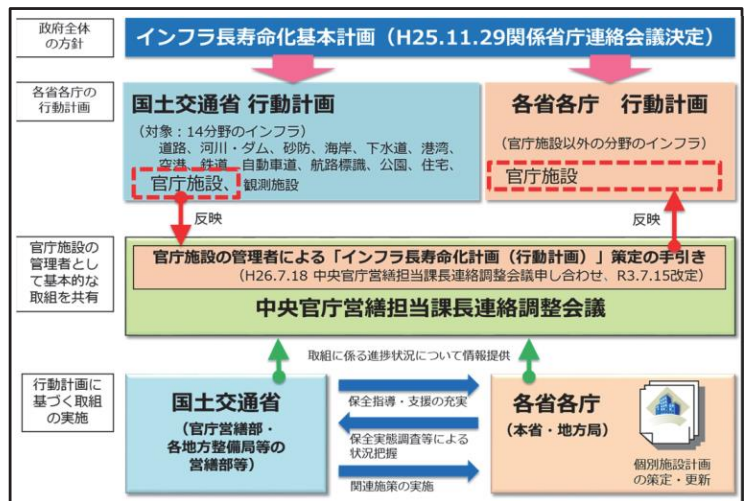 政府全体
の方針
インフラ長寿命化基本計画（H25.11.29関係省庁連絡会議決定）
各省各庁の
行動計画
国土交通省 行動計画
（対象：14分野のインフラ）
道路、河川・ダム、砂防、海岸、下水道、港湾、
空港、鉄道、自動車道、航路標識、公園、住宅、
官庁施設、観測施設
各省各庁　行動計画
（官庁施設以外の分野のインフラ）
官庁施設
反映
反映
官庁施設の
管理者とし
て基本的な
取組を共有
官庁施設の管理者による「インフラ長寿命化計画（行動計画）」策定の手引き
（H26.7.18 中央官庁営繕担当課長連絡調整会議申し合わせ、R3.7.15改定）
中央官庁営繕担当課長連絡調整会議
取組に係る進捗状況について情報提供
行動計画に
基づく取組
の実施
国土交通省
（官庁営繕部・
各地方整備局等の
営繕部等）
保全指導・支援の充実
保全実態調査等による
状況把握
関連施策の実施
各省各庁
（本省・地方局）
個別施設計画
の策定・更新